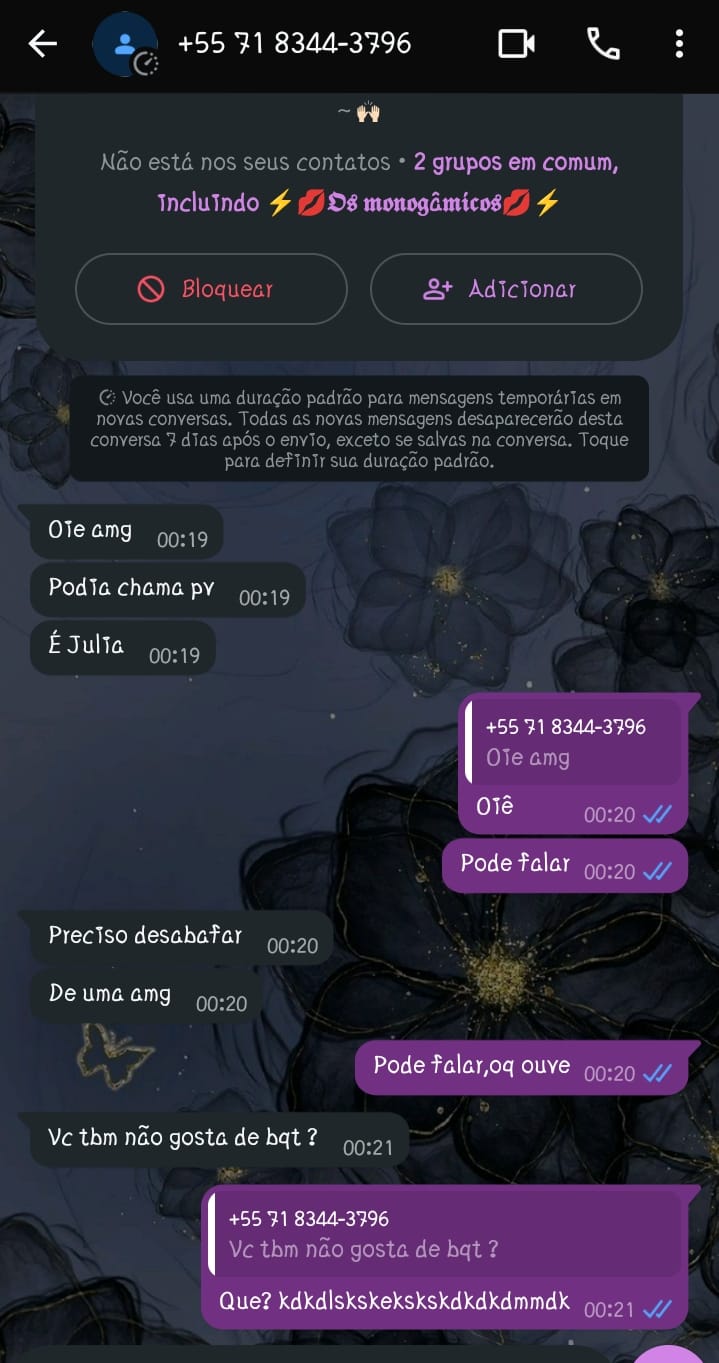 +55 71 8344-3796
~ 🙌🏻
Não está nos seus contatos • 2 grupos em comum,
incluindo ⚡💋𝕺𝖘 𝖒𝖔𝖓𝖔𝖌𝖆̂𝖒𝖎𝖈𝖔𝖘💋⚡
Bloquear
Adicionar
Você usa uma duração padrão para mensagens temporárias em
novas conversas. Todas as novas mensagens desaparecerão desta
conversa 7 dias após o envio, exceto se salvas na conversa. Toque
para definir sua duração padrão.
Oie amg 00:19
Podia chama pv 00:19
É Julia 00:19
+55 71 8344-3796
Oie amg
Oiê 00:20
Pode falar 00:20
Preciso desabafar 00:20
De uma amg 00:20
Pode falar,oq ouve 00:20
Vc tbm não gosta de bqt ? 00:21
+55 71 8344-3796
Vc tbm não gosta de bqt ?
Que? kdkdlskskekskskdkdkdmmdk 00:21